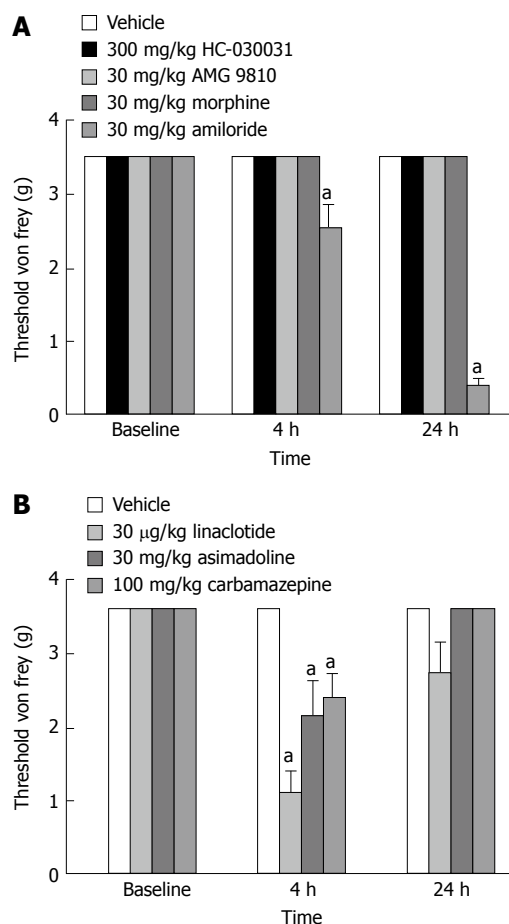 A
Vehicle
300 mg/kg HC-030031
30 mg/kg AMG 9810
30 mg/kg morphine
30 mg/kg amiloride
Threshold von frey (g)
4
3
2
1
0
a
a
Baseline
4 h
24 h
Time
B
Vehicle
30 μg/kg linaclotide
30 mg/kg asimadoline
100 mg/kg carbamazepine
Threshold von frey (g)
4
3
2
1
0
a
a
a
Baseline
4 h
24 h
Time